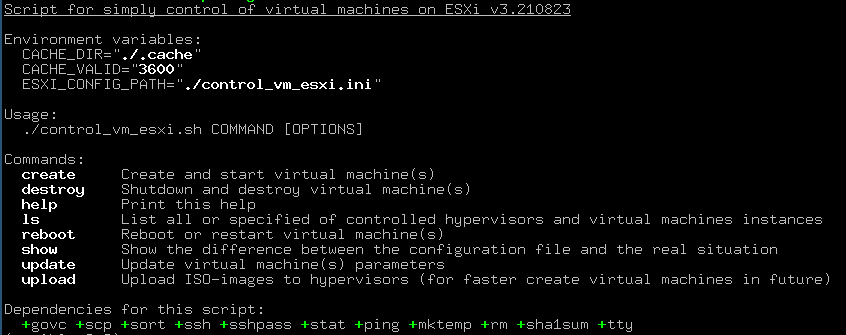 Script for simply control of virtual machines on ESXi v3.210823
Environment variables:
CACHE_DIR="./.cache"
CACHE_VALID="3600"
ESXI_CONFIG_PATH="./control_vm_esxi.ini"
Usage:
./control_vm_esxi.sh COMMAND [OPTIONS]
Commands:
create Create and start virtual machine(s)
destroy Shutdown and destroy virtual machine(s)
help Print this help
ls List all or specified of controlled hypervisors and virtual machines instances
reboot Reboot or restart virtual machine(s)
show Show the difference between the configuration file and the real situation
update Update virtual machine(s) parameters
upload Upload ISO-images to hypervisors (for faster create virtual machines in future)
Dependencies for this script:
+govc +scp +sort +ssh +sshpass +stat +ping +mktemp +rm +sha1sum +tty